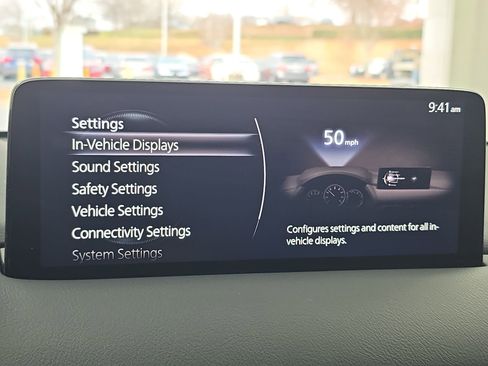 9:41 am
Settings
In-Vehicle Displays
Sound Settings
Safety Settings
Vehicle Settings
Connectivity Settings
System Settings
50 mph
Configures settings and content for all in-
vehicle displays.